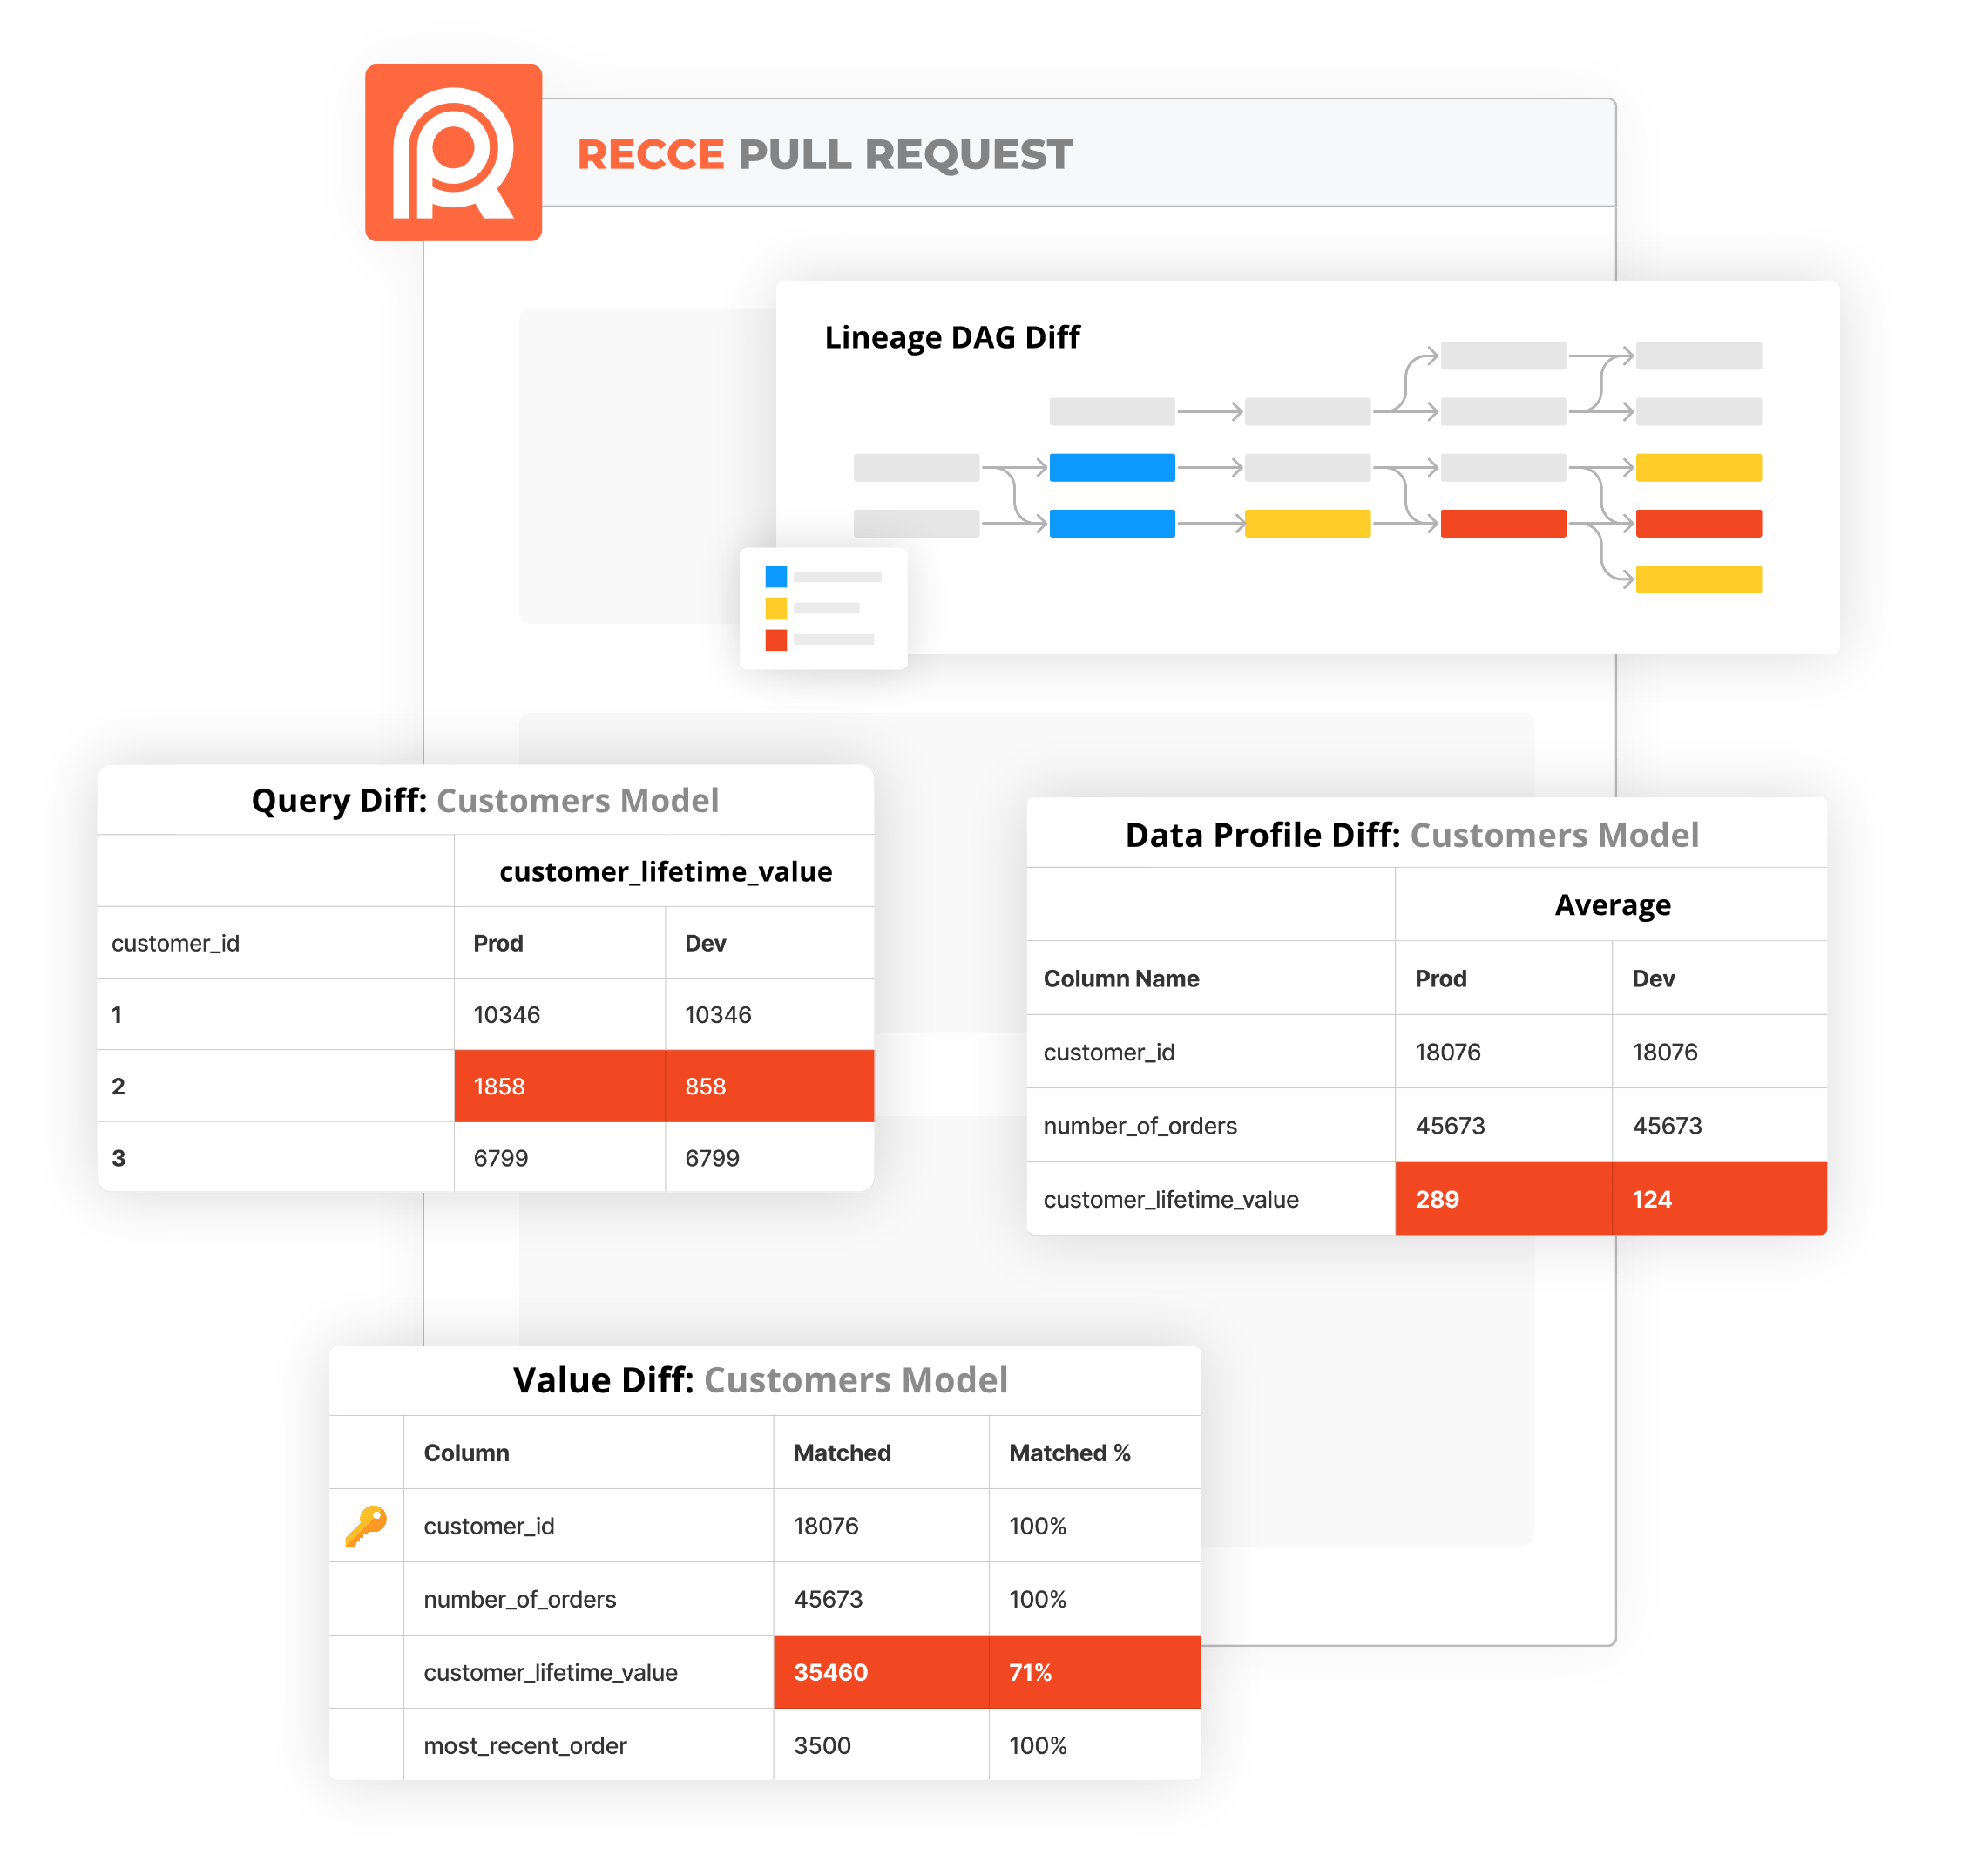 RECCE PULL REQUEST
Lineage DAG Diff
Query Diff: Customers Model
customer_lifetime_value
customer_id Prod Dev
1 10346 10346
2 1858 858
3 6799 6799
Data Profile Diff: Customers Model
Average
Column Name Prod Dev
customer_id 18076 18076
number_of_orders 45673 45673
customer_lifetime_value 289 124
Value Diff: Customers Model
Column Matched Matched %
customer_id 18076 100%
number_of_orders 45673 100%
customer_lifetime_value 35460 71%
most_recent_order 3500 100%